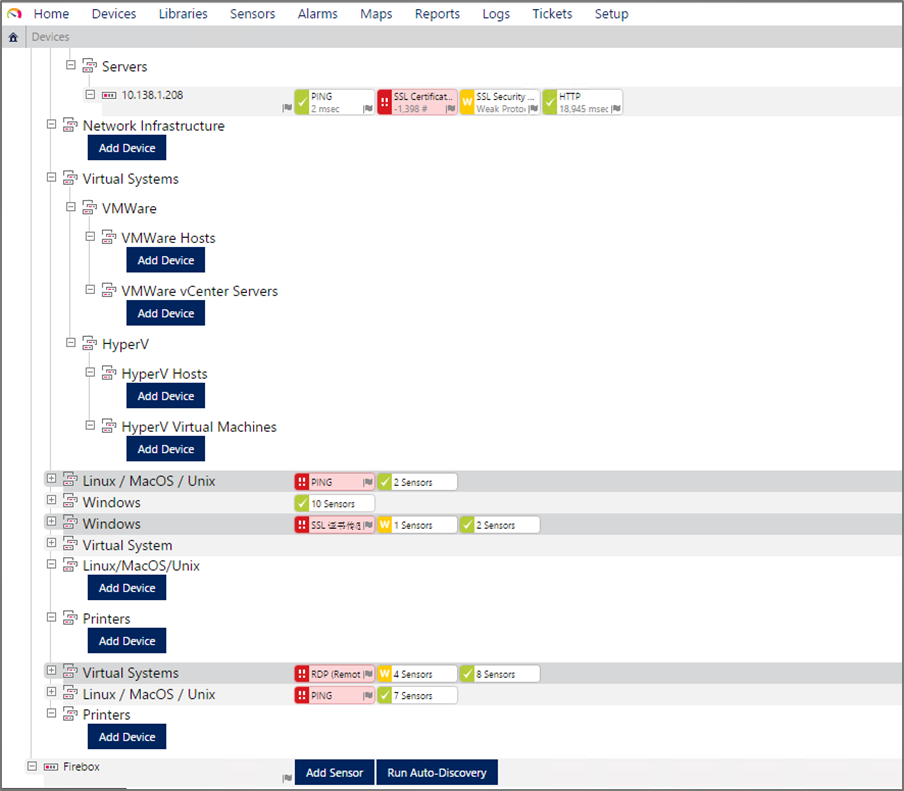 Home Devices Libraries Sensors Alarms Maps Reports Logs Tickets Setup
Devices
Servers
10.138.1.208
PING
2 msec
SSL Certificat...
-1,398 #
SSL Security ...
Weak Proto
HTTP
18,945 msec
Network Infrastructure
Add Device
Virtual Systems
VMWare
VMWare Hosts
Add Device
VMWare vCenter Servers
Add Device
HyperV
HyperV Hosts
Add Device
HyperV Virtual Machines
Add Device
Linux / MacOS / Unix PING 2 Sensors
Windows 10 Sensors
Windows SSL 证书传 W 1 Sensors 2 Sensors
Virtual System
Linux/MacOS/Unix
Add Device
Printers
Add Device
Virtual Systems RDP (Remot W 4 Sensors 8 Sensors
Linux / MacOS / Unix PING 7 Sensors
Printers
Add Device
Firebox
Add Sensor Run Auto-Discovery